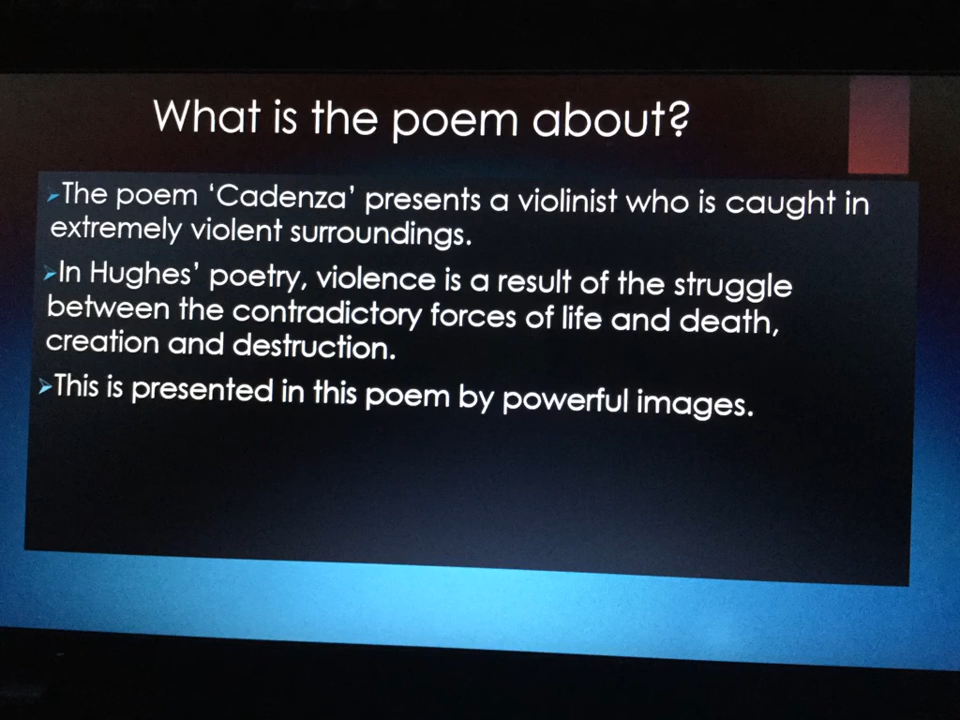 What is the poem about?
➢The poem ‘Cadenza’ presents a violinist who is caught in
extremely violent surroundings.
➢In Hughes’ poetry, violence is a result of the struggle
between the contradictory forces of life and death,
creation and destruction.
➢This is presented in this poem by powerful images.